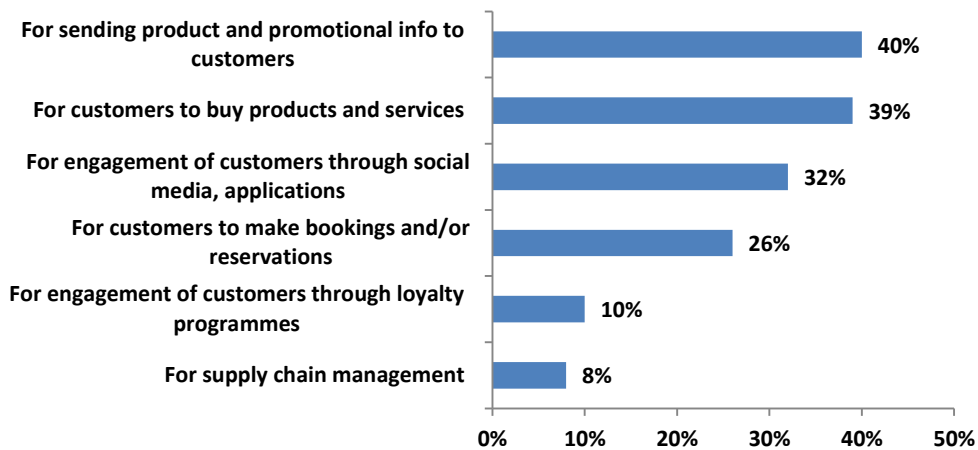 For sending product and promotional info to
customers
40%
For customers to buy products and services
39%
For engagement of customers through social
media, applications
32%
For customers to make bookings and/or
reservations
26%
For engagement of customers through loyalty
programmes
10%
For supply chain management
8%
0% 10% 20% 30% 40% 50%